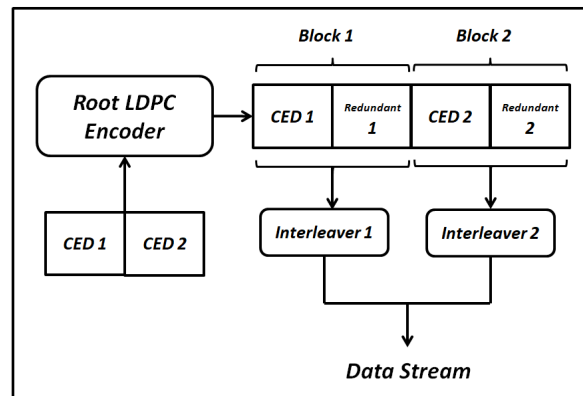 Block 1
Block 2
Root LDPC
Encoder
CED 1
Redundant
1
CED 2
Redundant
2
CED 1
CED 2
Interleaver 1
Interleaver 2
Data Stream